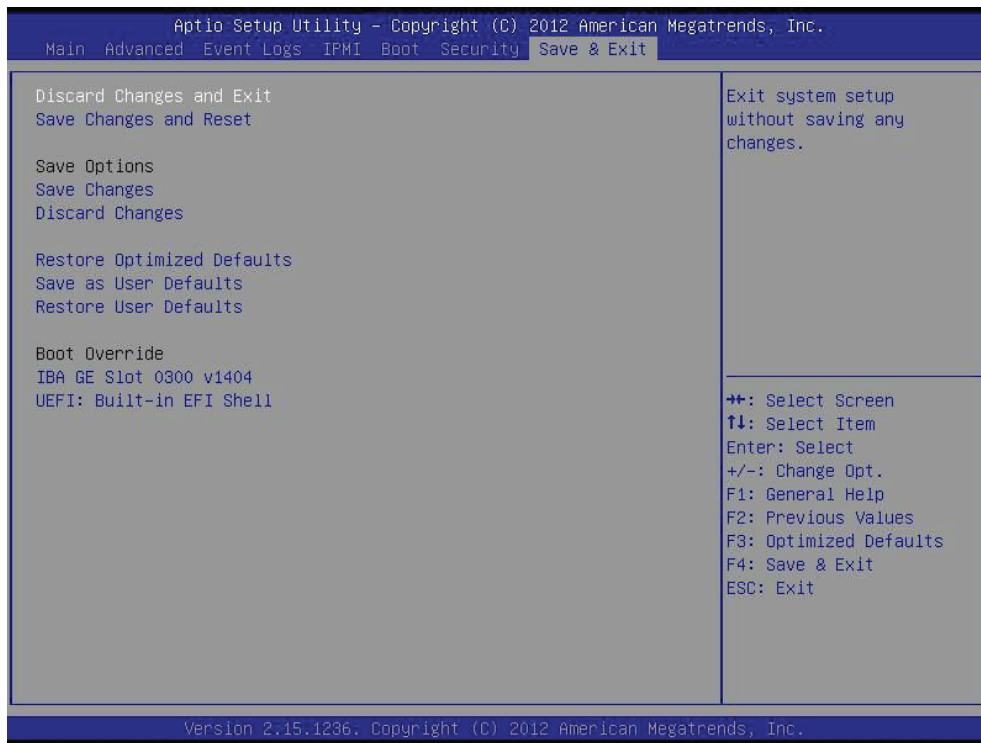 Aptio Setup Utility – Copyright (C) 2012 American Megatrends, Inc.
Main Advanced Event Logs IPMI Boot Security Save & Exit
Discard Changes and Exit
Save Changes and Reset
Save Options
Save Changes
Discard Changes
Restore Optimized Defaults
Save as User Defaults
Restore User Defaults
Boot Override
IBA GE Slot 0300 v1404
UEFI: Built-in EFI Shell
Exit system setup
without saving any
changes.
→←: Select Screen
↑↓: Select Item
Enter: Select
+/-: Change Opt.
F1: General Help
F2: Previous Values
F3: Optimized Defaults
F4: Save & Exit
ESC: Exit
Version 2.15.1236. Copyright (C) 2012 American Megatrends, Inc.